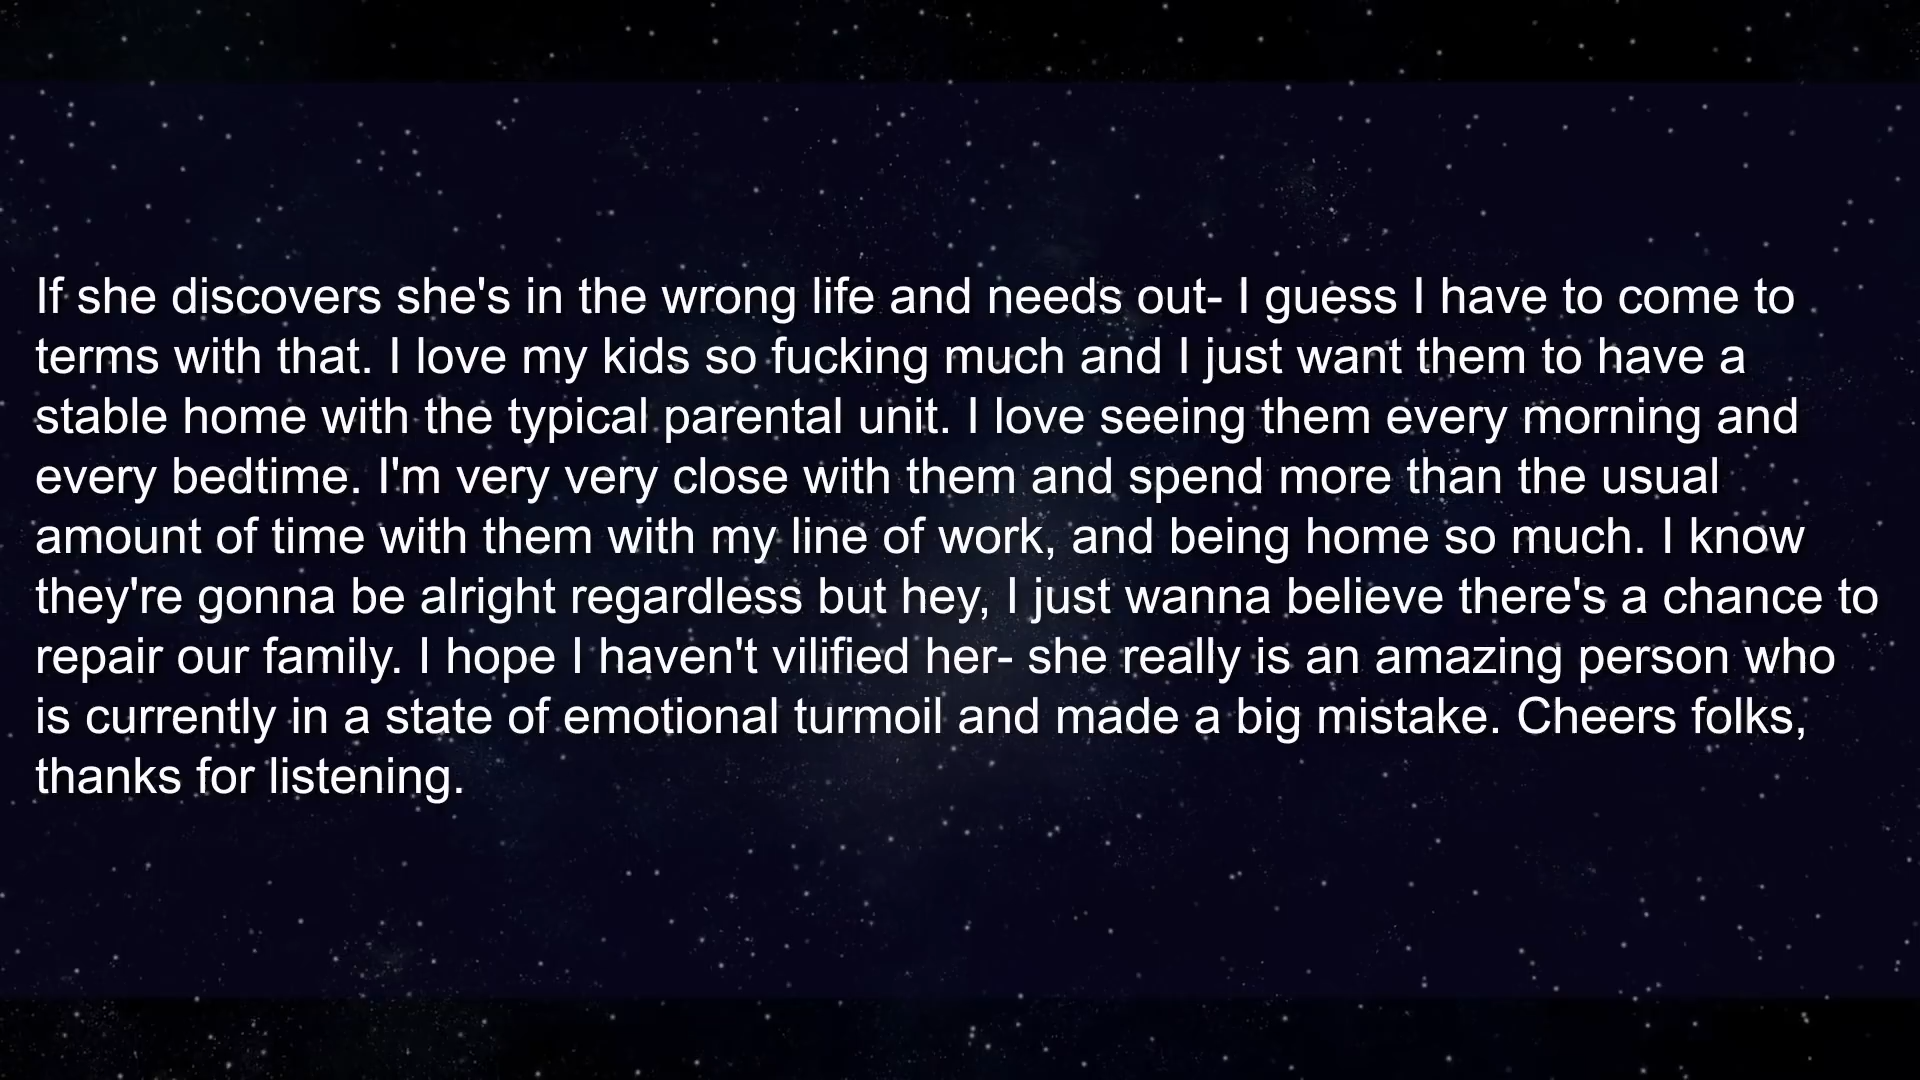 If she discovers she's in the wrong life and needs out- I guess I have to come to
terms with that. I love my kids so fucking much and I just want them to have a
stable home with the typical parental unit. I love seeing them every morning and
every bedtime. I'm very very close with them and spend more than the usual
amount of time with them with my line of work, and being home so much. I know
they're gonna be alright regardless but hey, I just wanna believe there's a chance to
repair our family. I hope I haven't vilified her- she really is an amazing person who
is currently in a state of emotional turmoil and made a big mistake. Cheers folks,
thanks for listening.